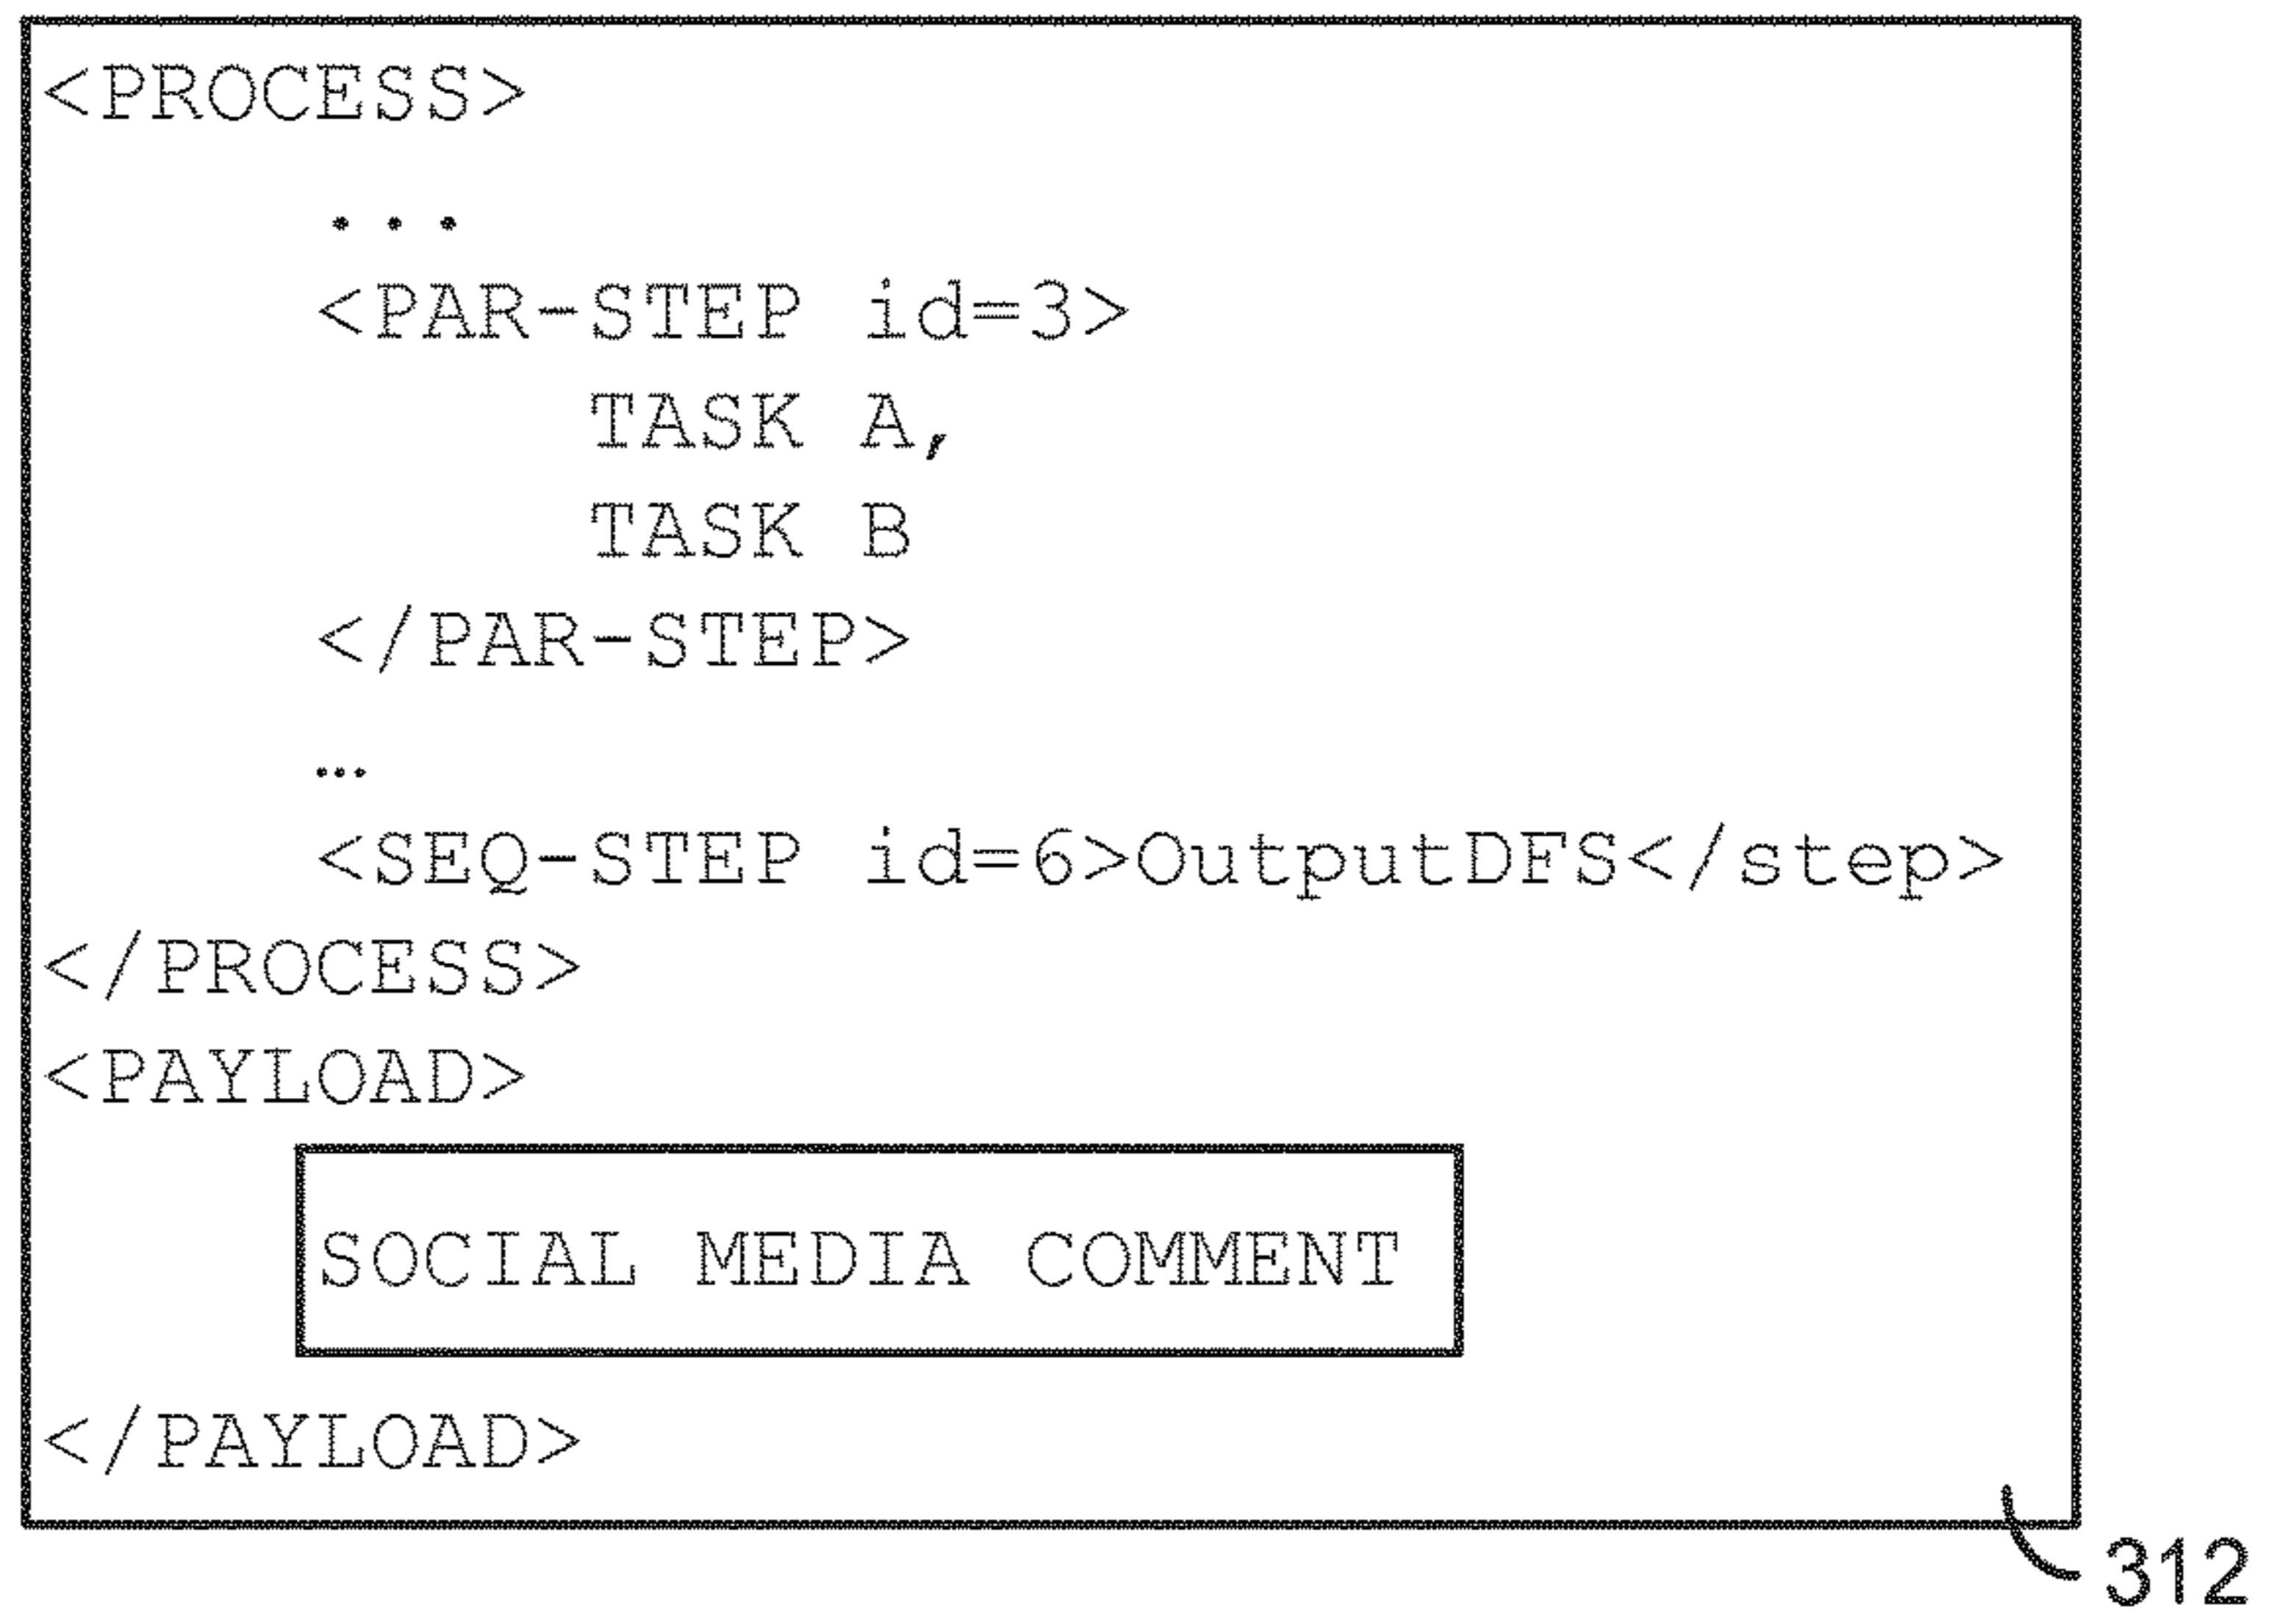 <PROCESS>
...
<PAR-STEP id=3>
TASK A,
TASK B
</PAR-STEP>
...
<SEQ-STEP id=6>OutputDFS</step>
</PROCESS>
<PAYLOAD>
SOCIAL MEDIA COMMENT
</PAYLOAD>
312